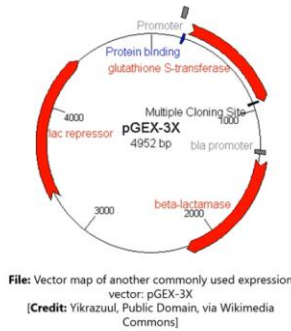 Promoter
Protein binding
glutathione S-transferase
Multiple Cloning Site
1000
4000
pGEX-3X
bla promoter
lac repressor
4952 bp
beta-lactamase
3000
2000
File: Vector map of another commonly used expression
vector: pGEX-3X
[Credit: Yikrazuul, Public Domain, via Wikimedia
Commons]